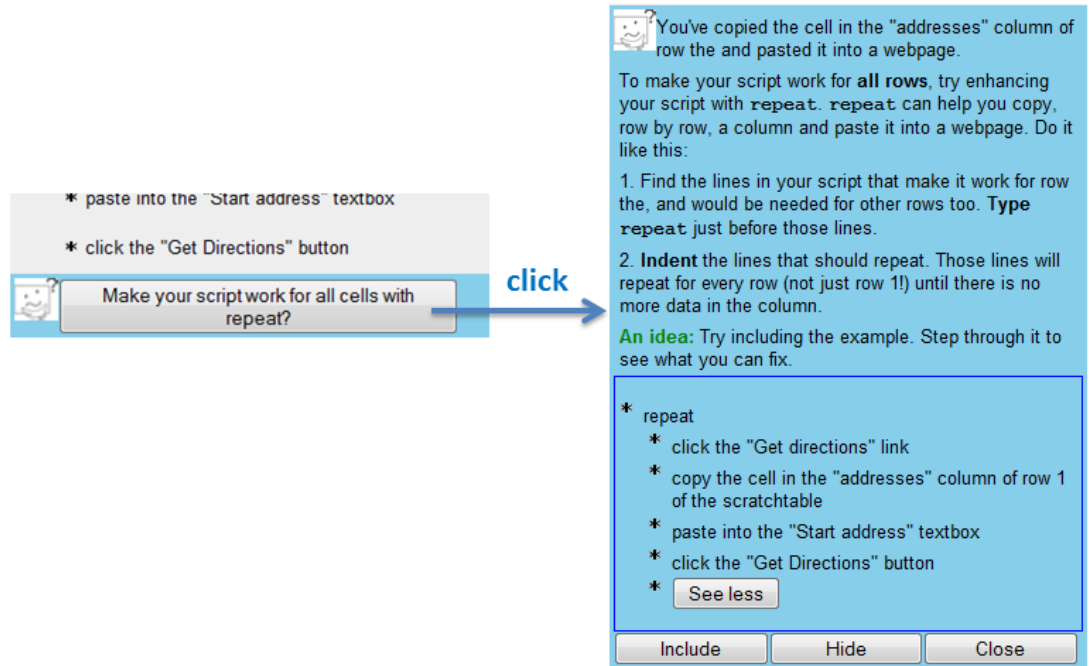 * paste into the "Start address" textbox
* click the "Get Directions" button
?
Make your script work for all cells with
repeat?
click
?
You've copied the cell in the "addresses" column of
row the and pasted it into a webpage.
To make your script work for all rows, try enhancing
your script with repeat. repeat can help you copy,
row by row, a column and paste it into a webpage. Do it
like this:
1. Find the lines in your script that make it work for row
the, and would be needed for other rows too. Type
repeat just before those lines.
2. Indent the lines that should repeat. Those lines will
repeat for every row (not just row 1!) until there is no
more data in the column.
An idea: Try including the example. Step through it to
see what you can fix.
* repeat
* click the "Get directions" link
* copy the cell in the "addresses" column of row 1
of the scratchtable
* paste into the "Start address" textbox
* click the "Get Directions" button
* See less
Include Hide Close